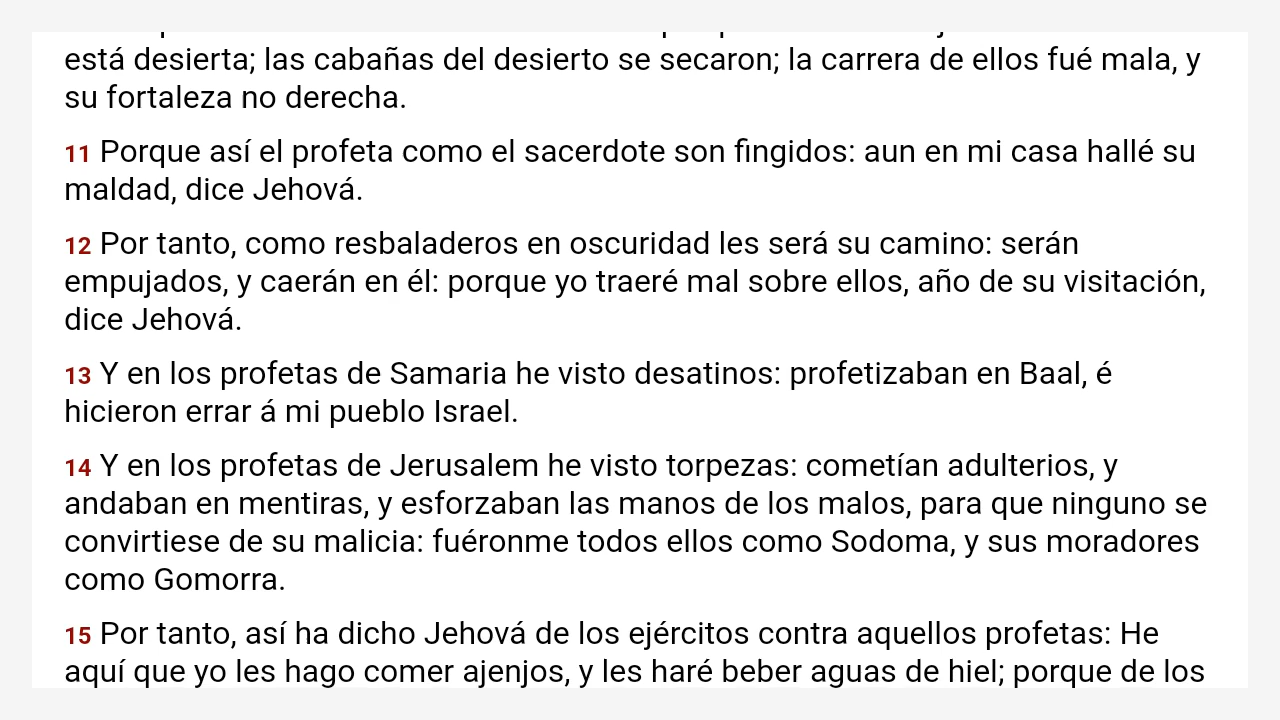 está desierta; las cabañas del desierto se secaron; la carrera de ellos fué mala, y
su fortaleza no derecha.
11 Porque así el profeta como el sacerdote son fingidos: aun en mi casa hallé su
maldad, dice Jehová.
12 Por tanto, como resbaladeros en oscuridad les será su camino: serán
empujados, y caerán en él: porque yo traeré mal sobre ellos, año de su visitación,
dice Jehová.
13 Y en los profetas de Samaria he visto desatinos: profetizaban en Baal, é
hicieron errar á mi pueblo Israel.
14 Y en los profetas de Jerusalem he visto torpezas: cometían adulterios, y
andaban en mentiras, y esforzaban las manos de los malos, para que ninguno se
convirtiese de su malicia: fuéronme todos ellos como Sodoma, y sus moradores
como Gomorra.
15 Por tanto, así ha dicho Jehová de los ejércitos contra aquellos profetas: He
aquí que yo les hago comer ajenjos, y les haré beber aguas de hiel; porque de los